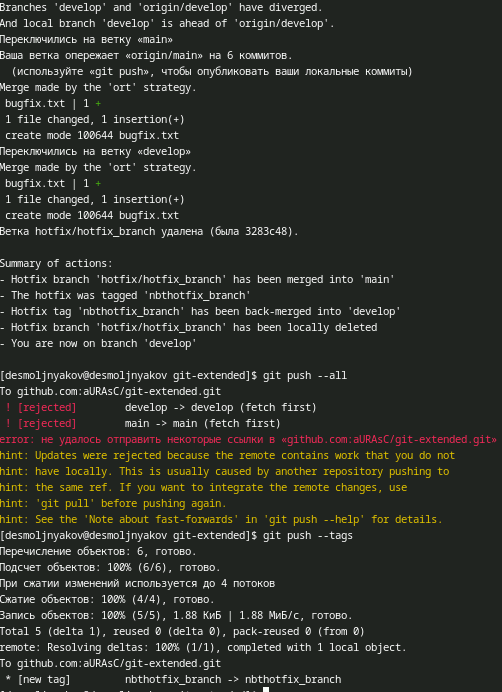 Branches 'develop' and 'origin/develop' have diverged.
And local branch 'develop' is ahead of 'origin/develop'.
Переключились на ветку «main»
Ваша ветка опережает «origin/main» на 6 коммитов.
  (используйте «git push», чтобы опубликовать ваши локальные коммиты)
Merge made by the 'ort' strategy.
 bugfix.txt | 1 +
 1 file changed, 1 insertion(+)
 create mode 100644 bugfix.txt
Переключились на ветку «develop»
Merge made by the 'ort' strategy.
 bugfix.txt | 1 +
 1 file changed, 1 insertion(+)
 create mode 100644 bugfix.txt
Ветка hotfix/hotfix_branch удалена (была 3283c48).

Summary of actions:
- Hotfix branch 'hotfix/hotfix_branch' has been merged into 'main'
- The hotfix was tagged 'nbthotfix_branch'
- Hotfix tag 'nbthotfix_branch' has been back-merged into 'develop'
- Hotfix branch 'hotfix/hotfix_branch' has been locally deleted
- You are now on branch 'develop'

[desmoljnyakov@desmoljnyakov git-extended]$ git push --all
To github.com:aURAsC/git-extended.git
 ! [rejected]        develop -> develop (fetch first)
 ! [rejected]        main -> main (fetch first)
error: не удалось отправить некоторые ссылки в «github.com:aURAsC/git-extended.git»
hint: Updates were rejected because the remote contains work that you do not
hint: have locally. This is usually caused by another repository pushing to
hint: the same ref. If you want to integrate the remote changes, use
hint: 'git pull' before pushing again.
hint: See the 'Note about fast-forwards' in 'git push --help' for details.
[desmoljnyakov@desmoljnyakov git-extended]$ git push --tags
Перечисление объектов: 6, готово.
Подсчет объектов: 100% (6/6), готово.
При сжатии изменений используется до 4 потоков
Сжатие объектов: 100% (4/4), готово.
Запись объектов: 100% (5/5), 1.88 КиБ | 1.88 МиБ/с, готово.
Total 5 (delta 1), reused 0 (delta 0), pack-reused 0 (from 0)
remote: Resolving deltas: 100% (1/1), completed with 1 local object.
To github.com:aURAsC/git-extended.git
 * [new tag]         nbthotfix_branch -> nbthotfix_branch